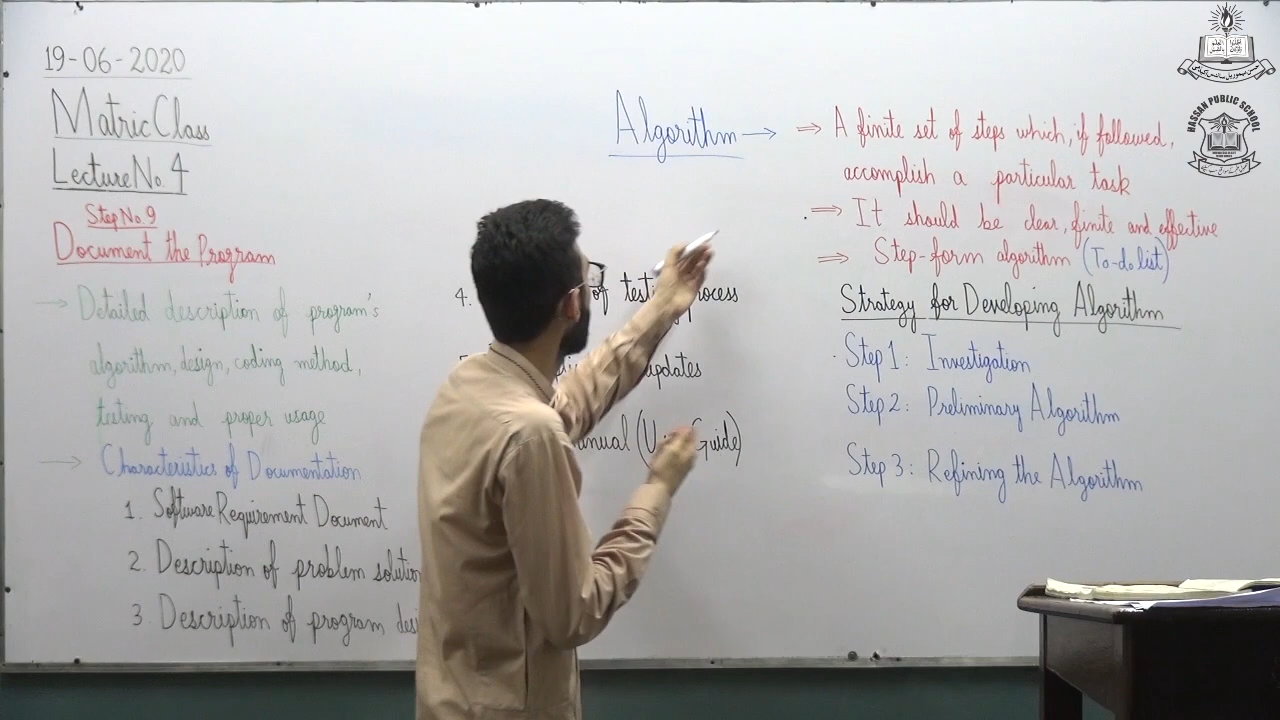 19-06-2020
Matric Class
Lecture No. 4
Step No. 9
Document the Program
→ Detailed description of program's
algorithm, design, coding method,
testing and proper usage
→ Characteristics of Documentation
1. Software Requirement Document
2. Description of problem solution
3. Description of program
4. of process
updates
Guide)
Algorithm → ⇒ A finite set of steps which, if followed,
accomplish a particular task
⇒ It should be clear, finite and effective
⇒ Step-form algorithm (To-do list)
Strategy for Developing Algorithm
Step 1: Investigation
Step 2: Preliminary Algorithm
Step 3: Refining the Algorithm
HASSAN PUBLIC SCHOOL